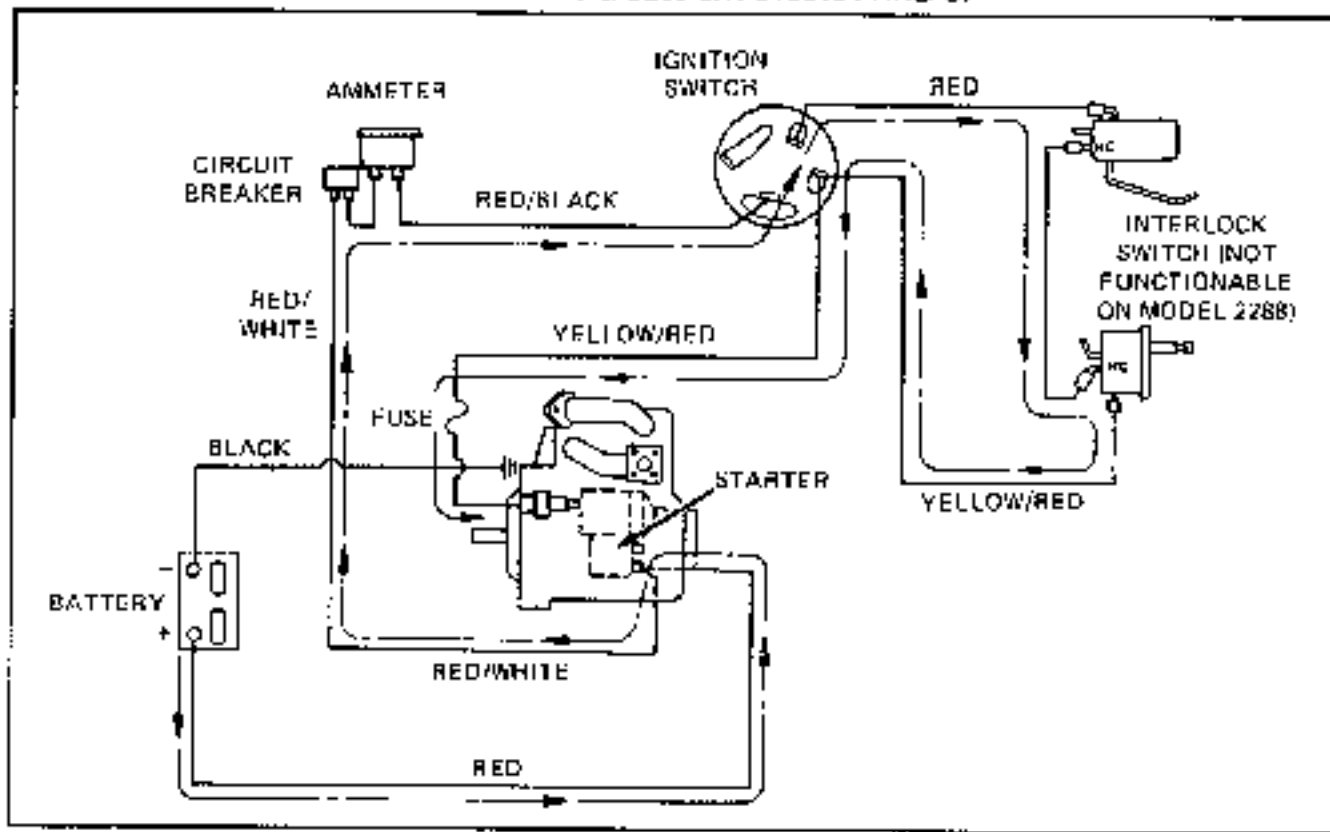 IGNITION
SWITCH
RED
AMMETER
CIRCUIT
BREAKER
RED/BLACK
INTERLOCK
SWITCH (NOT
FUNCTIONABLE
ON MODEL 2288)
RED/
WHITE
YELLOW/RED
FUSE
BLACK
STARTER
YELLOW/RED
-
BATTERY
+
RED/WHITE
RED